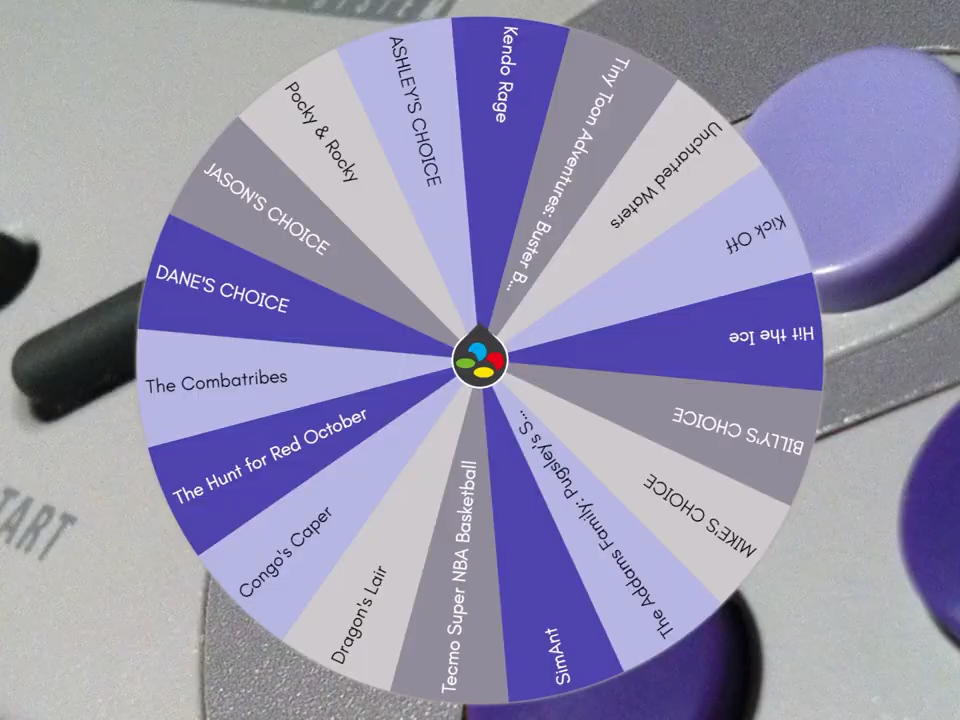 Kendo Rage
Tiny Toon Adventures: Buster B...
Uncharted Waters
Kick Off
Hit the Ice
BILLY'S CHOICE
MIKE'S CHOICE
The Addams Family: Pugsley's S...
SimAnt
Tecmo Super NBA Basketball
Dragon's Lair
Congo's Caper
The Hunt for Red October
The Combatribes
DANE'S CHOICE
JASON'S CHOICE
Pocky & Rocky
ASHLEY'S CHOICE